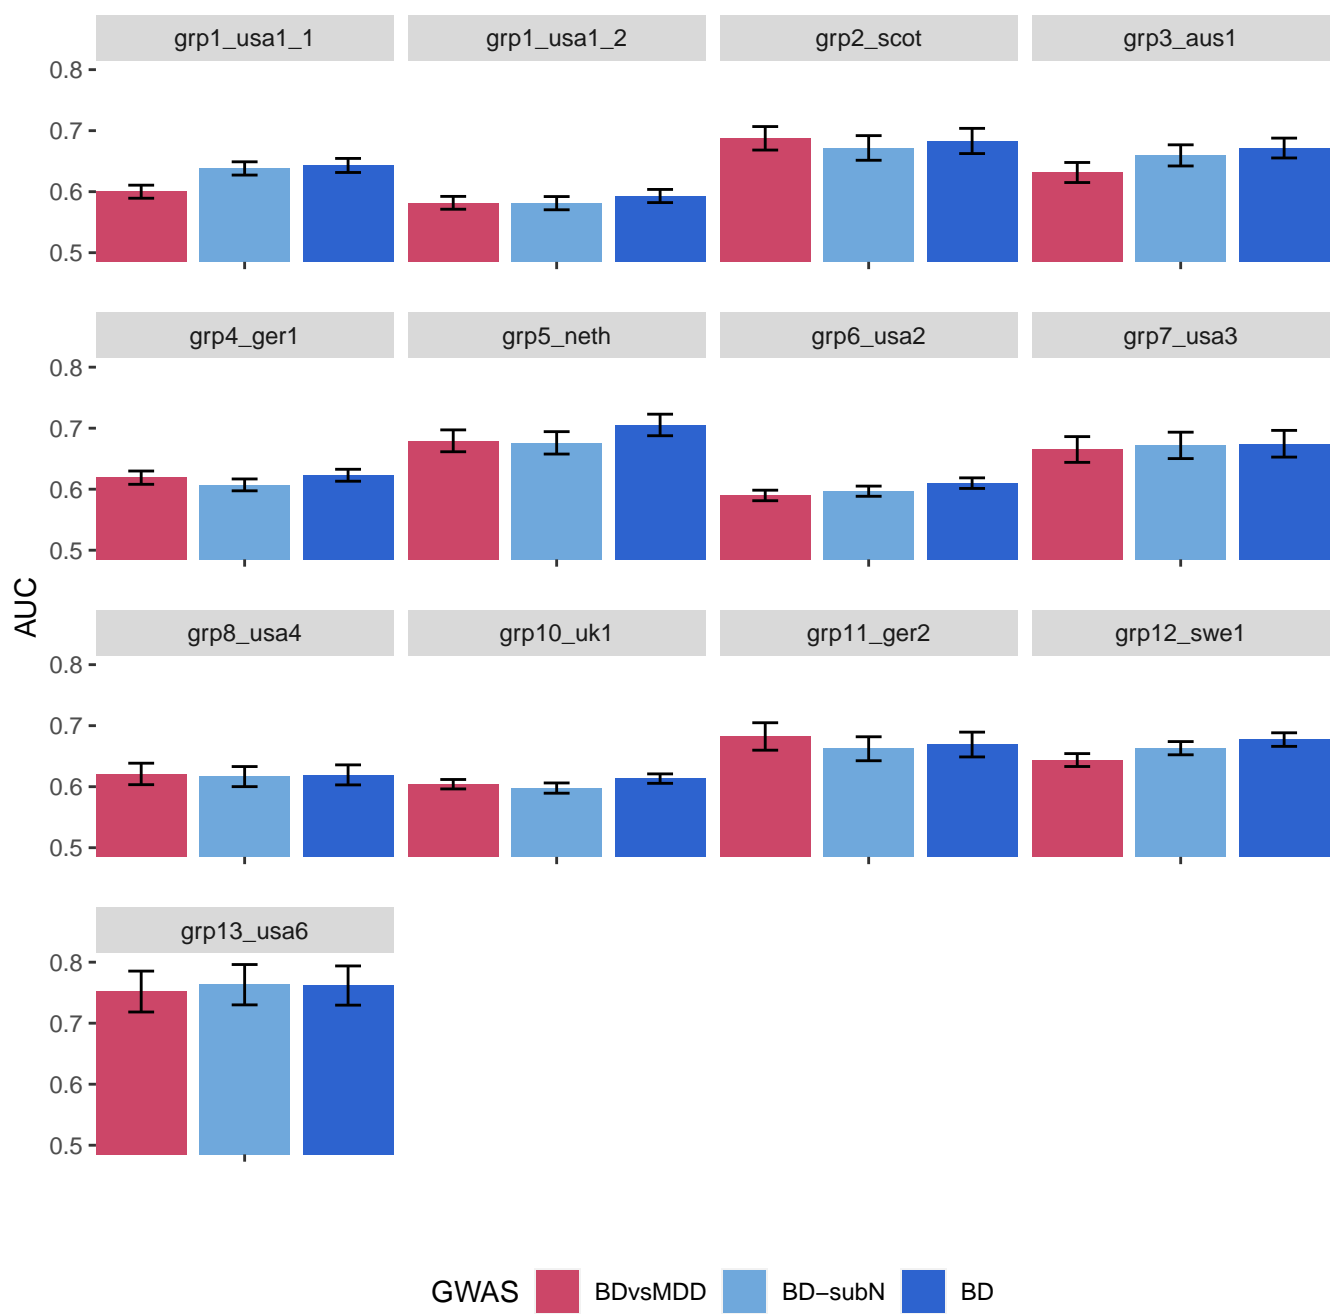 grp1_usa1_1 grp1_usa1_2 grp2_scot grp3_aus1
0.8
0.7
0.6
0.5
grp4_ger1 grp5_neth grp6_usa2 grp7_usa3
0.8
0.7
0.6
0.5
AUC
grp8_usa4 grp10_uk1 grp11_ger2 grp12_swe1
0.8
0.7
0.6
0.5
grp13_usa6
0.8
0.7
0.6
0.5
GWAS BDvsMDD BD−subN BD